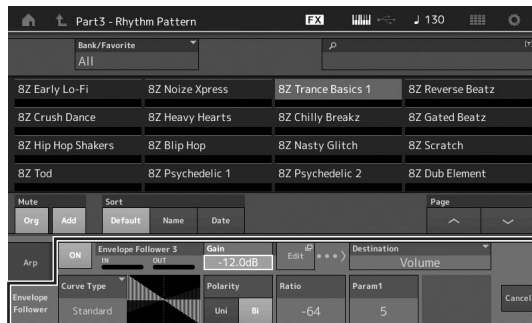 Part3 - Rhythm Pattern FX 130
Bank/Favorite
All
8Z Early Lo-Fi 8Z Noize Xpress 8Z Trance Basics 1 8Z Reverse Beatz
8Z Crush Dance 8Z Heavy Hearts 8Z Chilly Breakz 8Z Gated Beatz
8Z Hip Hop Shakers 8Z Blip Hop 8Z Nasty Glitch 8Z Scratch
8Z Tod 8Z Psychedelic 1 8Z Psychedelic 2 8Z Dub Element
Mute Sort Page
Org Add Default Name Date
Arp ON Envelope Follower 3 Gain Edit Destination
IN OUT -12.0dB Volume
Envelope Follower Curve Type Polarity Ratio Param1 Cancel
Standard Uni Bi -64 5